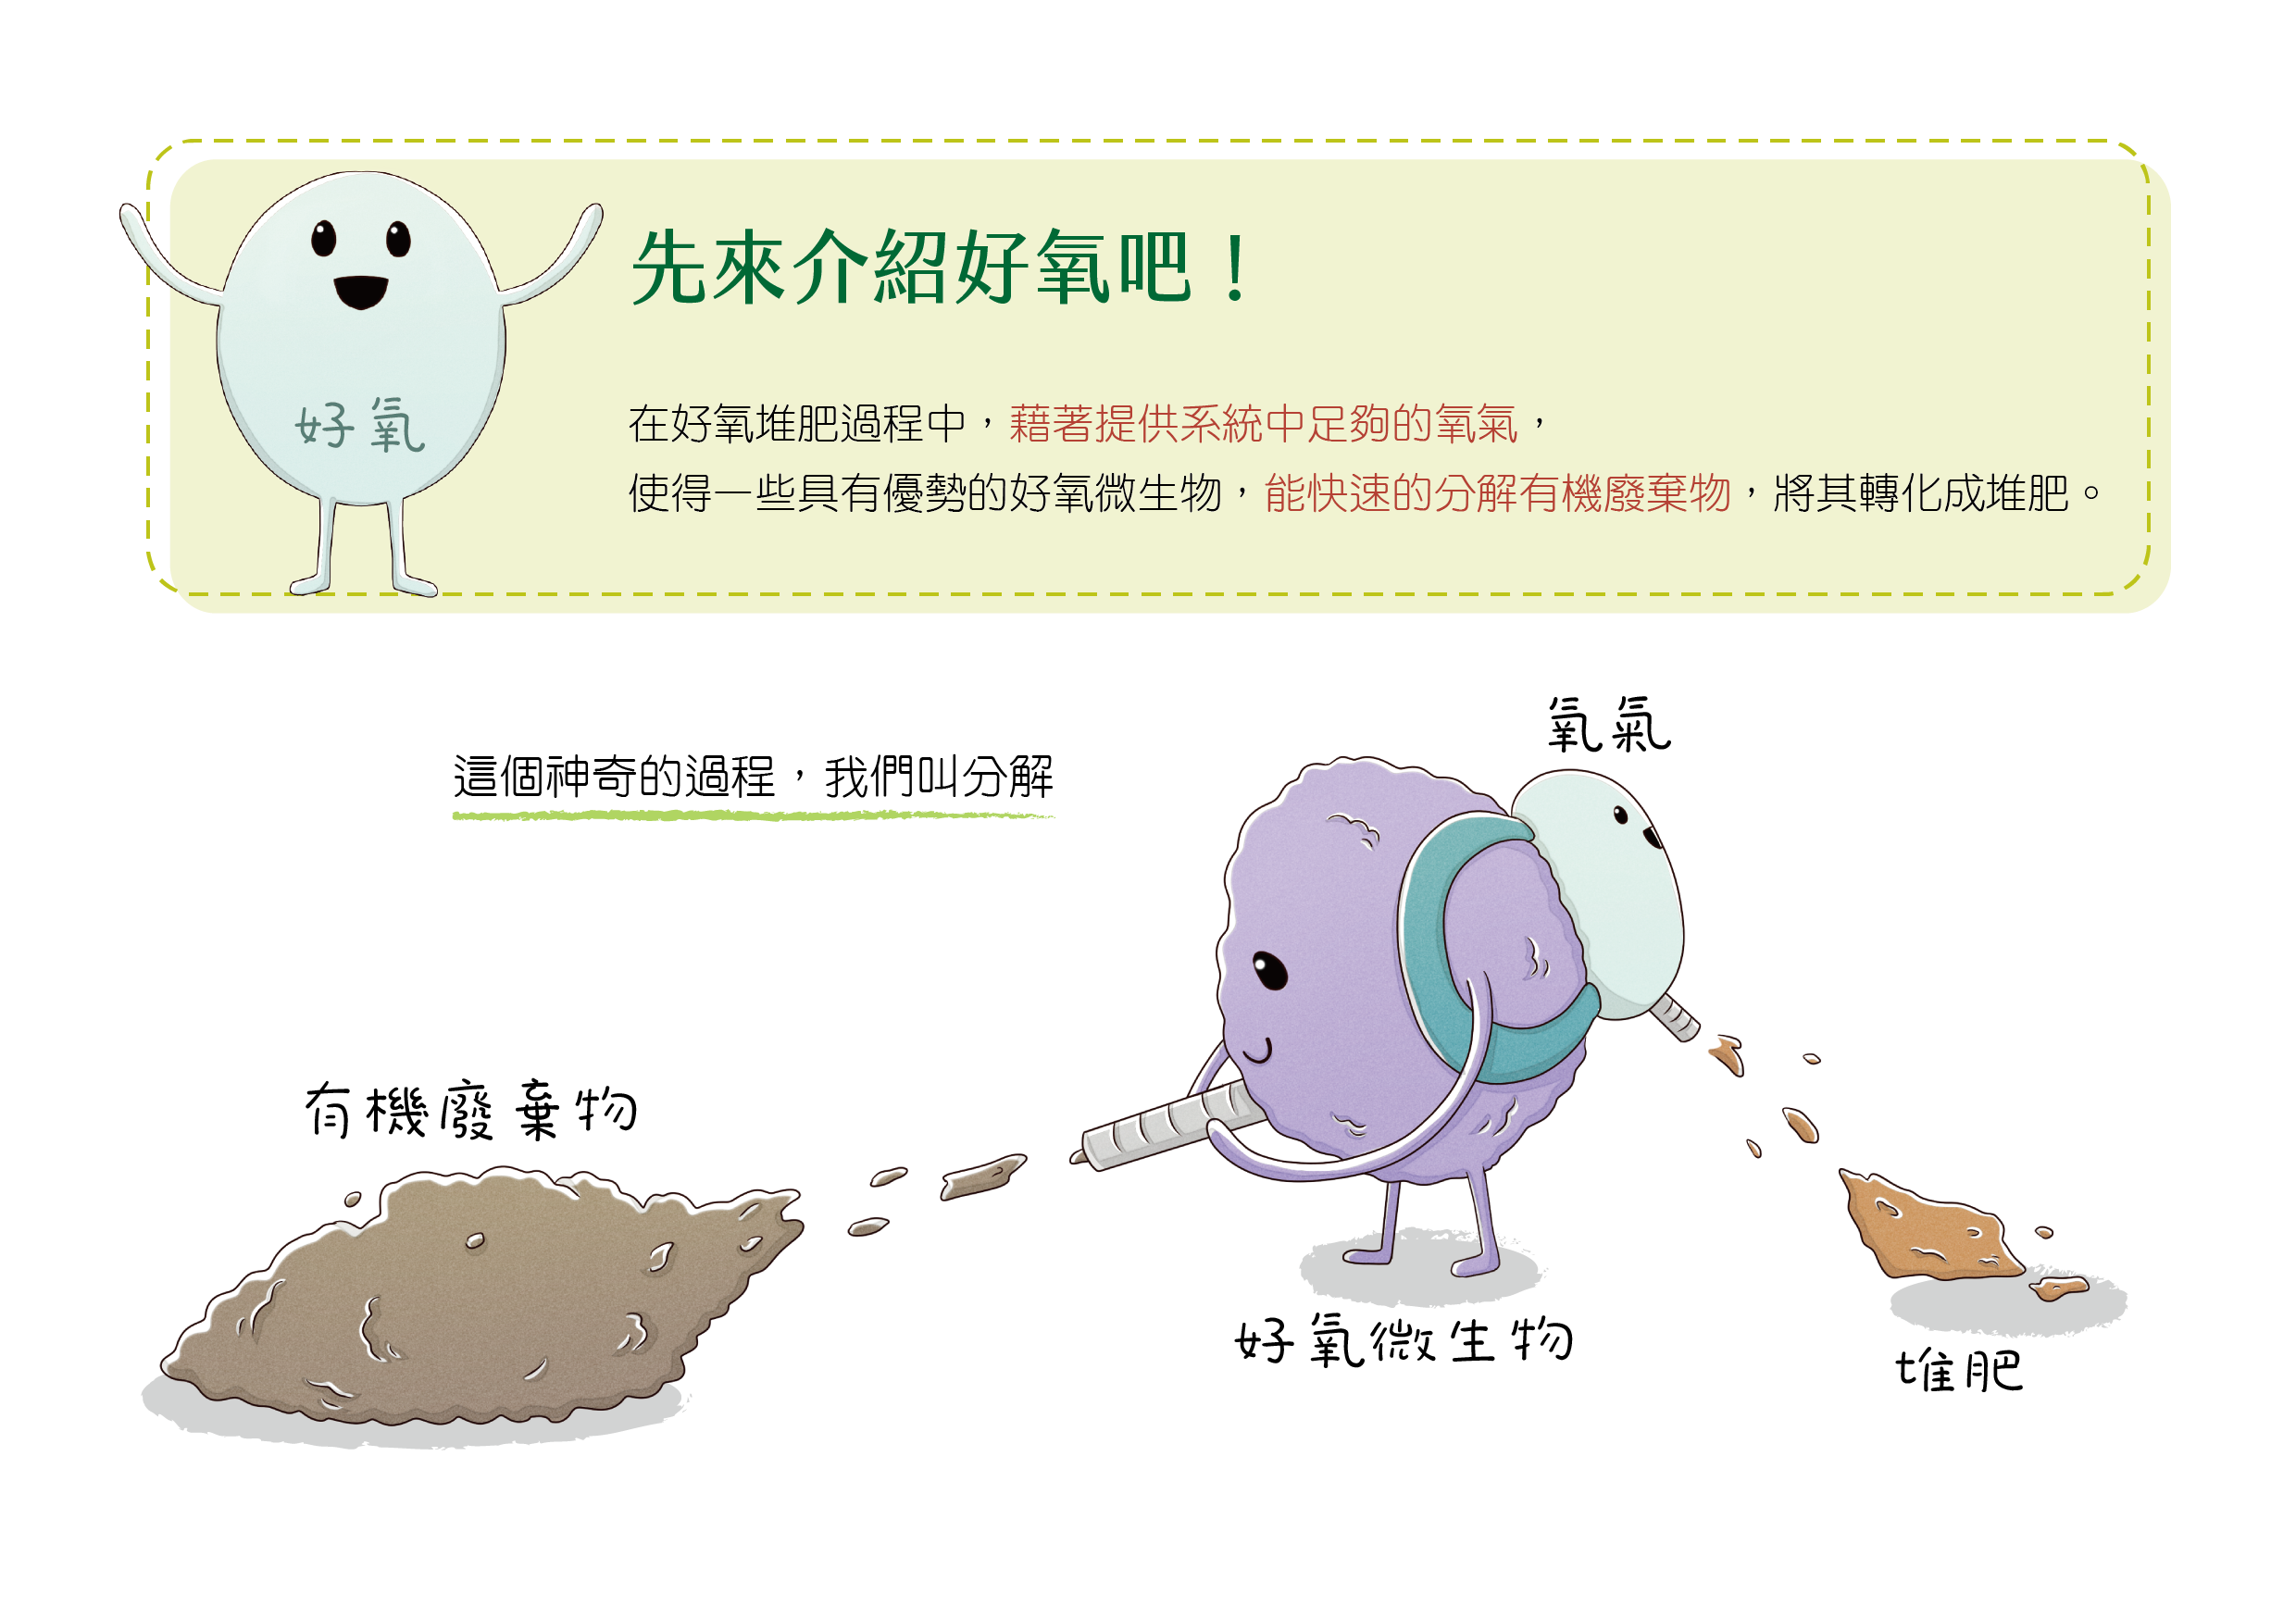 先來介紹好氧吧！
好氧
在好氧堆肥過程中，藉著提供系統中足夠的氧氣，
使得一些具有優勢的好氧微生物，能快速的分解有機廢棄物，將其轉化成堆肥。
氧氣
這個神奇的過程，我們叫分解
有機廢棄物
好氧微生物
堆肥